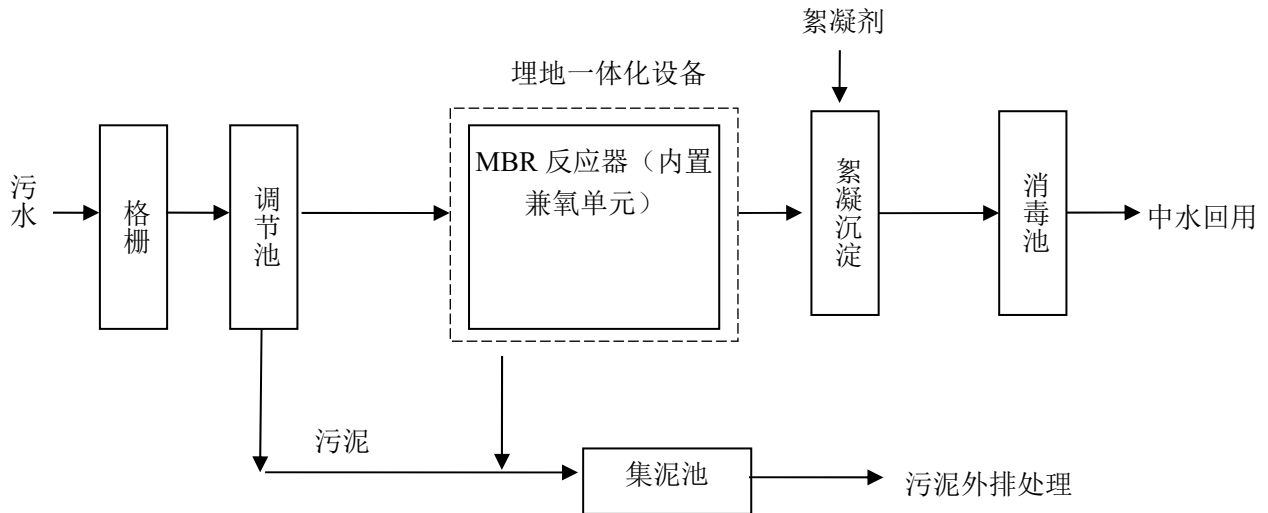 絮凝剂
埋地一体化设备
MBR 反应器（内置
兼氧单元）
污水
格栅
调节池
絮凝沉淀
消毒池
中水回用
污泥
集泥池
污泥外排处理